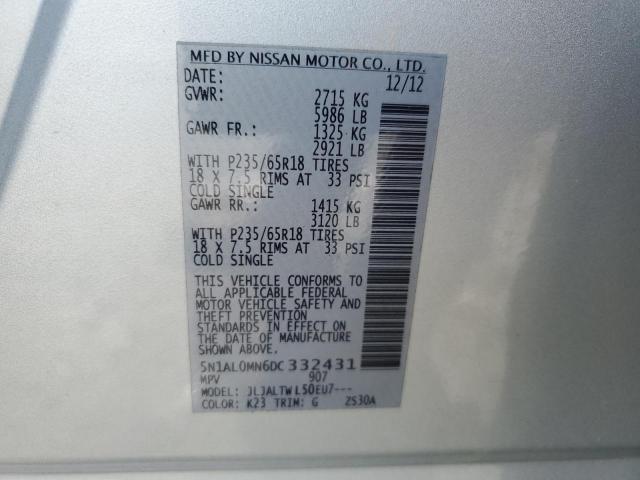 MFD BY NISSAN MOTOR CO., LTD.
DATE: 12/12
GVWR: 2715 KG
5986 LB
GAWR FR.: 1325 KG
2921 LB
WITH P235/65R18 TIRES
18 X 7.5 RIMS AT 33 PSI
COLD SINGLE
GAWR RR.: 1415 KG
3120 LB
WITH P235/65R18 TIRES
18 X 7.5 RIMS AT 33 PSI
COLD SINGLE
THIS VEHICLE CONFORMS TO
ALL APPLICABLE FEDERAL
MOTOR VEHICLE SAFETY AND
THEFT PREVENTION
STANDARDS IN EFFECT ON
THE DATE OF MANUFACTURE
SHOWN ABOVE.
5N1AL0MN6DC332431
MPV 907
MODEL: JLJALTWL50EU7---
COLOR: K23 TRIM: G ZS30A